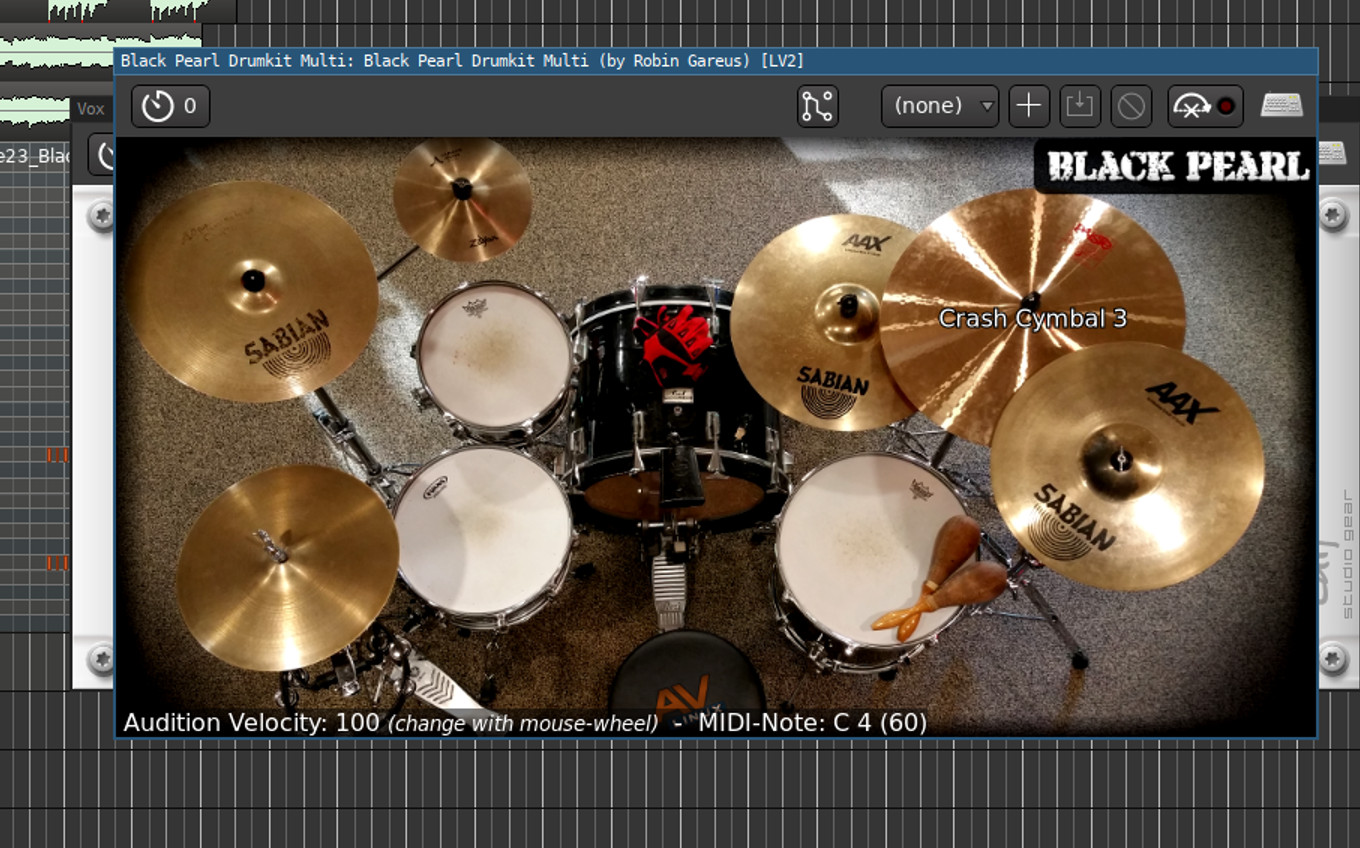 Black Pearl Drumkit Multi: Black Pearl Drumkit Multi (by Robin Gareus) [LV2]
Vox
0
(none)
BLACK PEARL
SABIAN
AAX
SABIAN
Crash Cymbal 3
AAX
SABIAN
AV
studio gear
Audition Velocity: 100 (change with mouse-wheel) - MIDI-Note: C 4 (60)